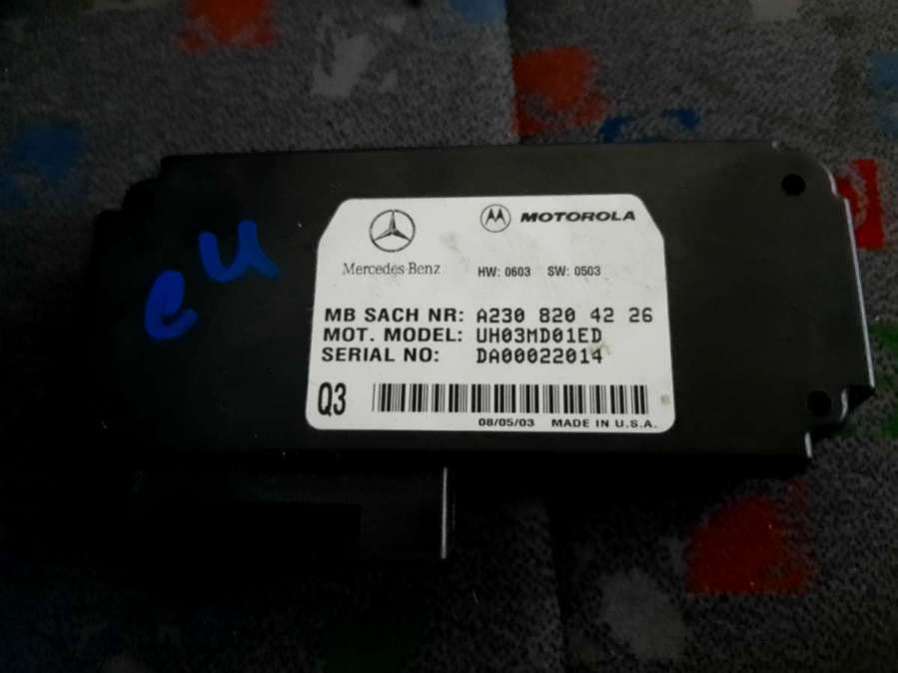 eu
Mercedes-Benz
MOTOROLA
HW: 0603 SW: 0503
MB SACH NR: A230 820 42 26
MOT. MODEL: UH03MD01ED
SERIAL NO: DA00022014
Q3
08/05/03 MADE IN U.S.A.